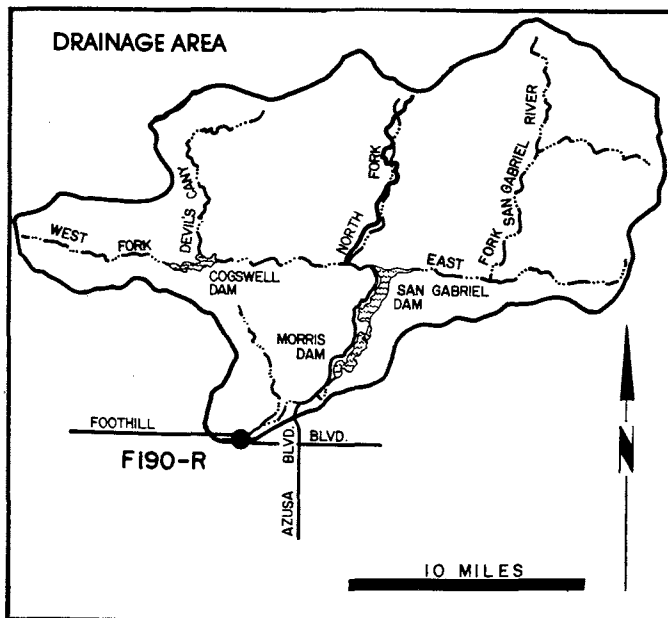 DRAINAGE AREA
WEST
FORK
DEVIL'S CANY
COGSWELL
DAM
NORTH
FORK
EAST
FORK
SAN GABRIEL
RIVER
SAN GABRIEL
DAM
MORRIS
DAM
FOOTHILL
BLVD.
F190-R
AZUSA
BLVD.
N
10 MILES